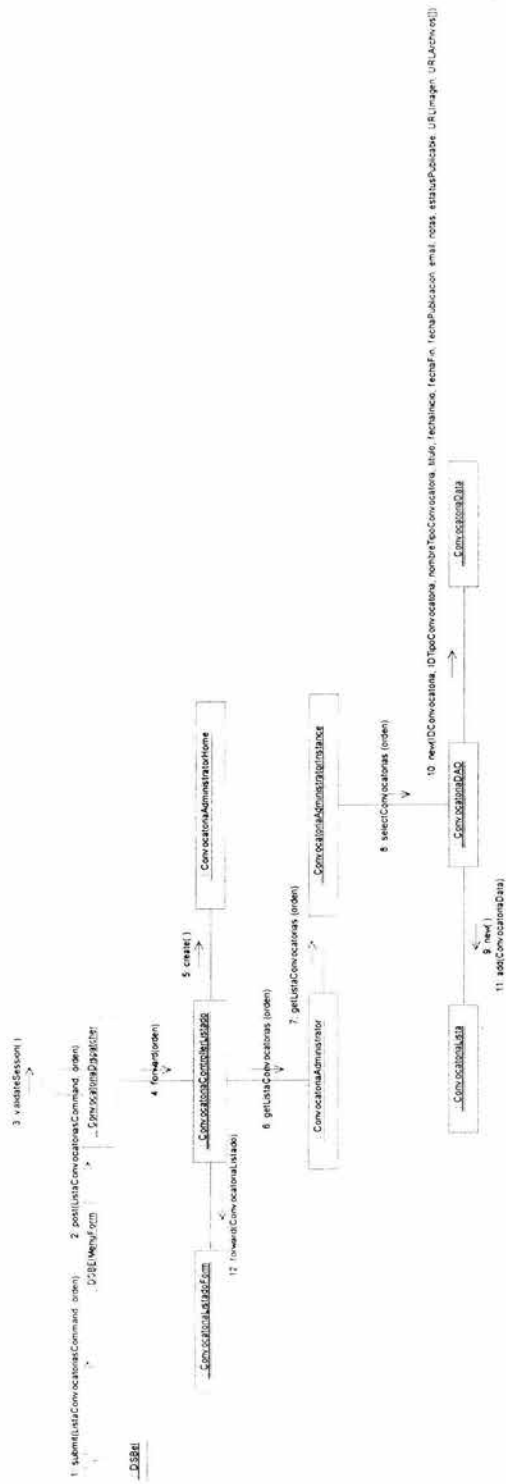 3: validateSession( )
1: submit(ListaConvocatoriasCommand, orden)
2: post(ListaConvocatoriasCommand, orden)
: DSBEIMenuForm
: ConvocatoriaDispatcher
: DSBEI
4: forward(orden)
5: create( )
: ConvocatoriaListadoForm
: ConvocatoriaControllerListado
: ConvocatoriaAdministratorHome
12: forward(ConvocatoriaListado)
6: getListaConvocatorias (orden)
7: getListaConvocatorias (orden)
: ConvocatoriaAdministrator
: ConvocatoriaAdministratorInstance
8: selectConvocatorias (orden)
10: new(IDConvocatoria, IDTipoConvocatoria, nombreTipoConvocatoria, titulo, fechaInicio, fechaFin, fechaPublicacion, email, notas, estatusPublicable, URLImagen, URLArchivos[])
: ConvocatoriaLista
: ConvocatoriaDAO
: ConvocatoriaData
9: new( )
11: add(ConvocatoriaData)